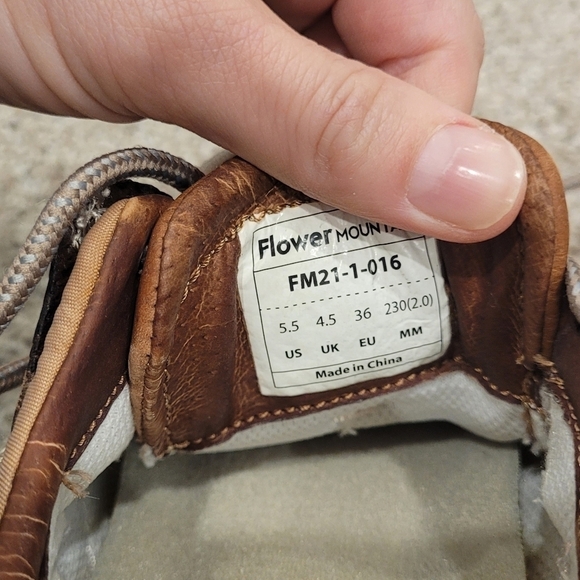 Flower MOUNTA
FM21-1-016
5.5 4.5 36 230(2.0)
US UK EU MM
Made in China